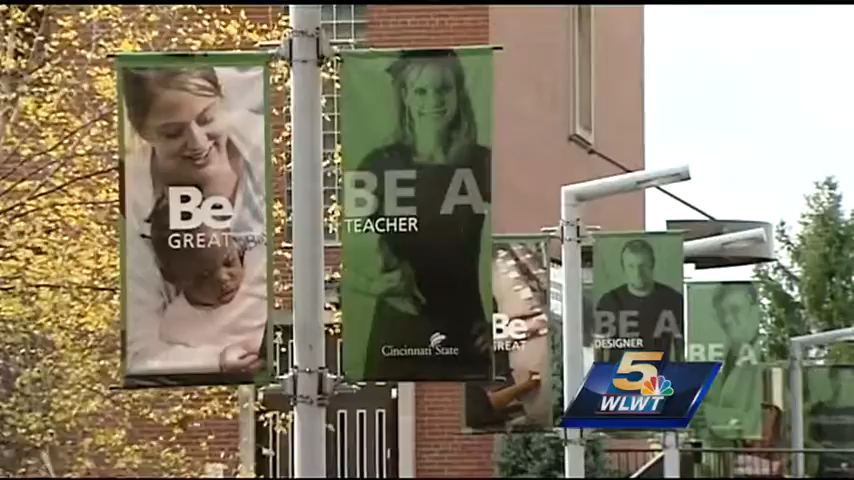 Be
GREAT
BE A
TEACHER
Cincinnati State
Be
GREAT
BE A
DESIGNER
BE A
5
WLWT